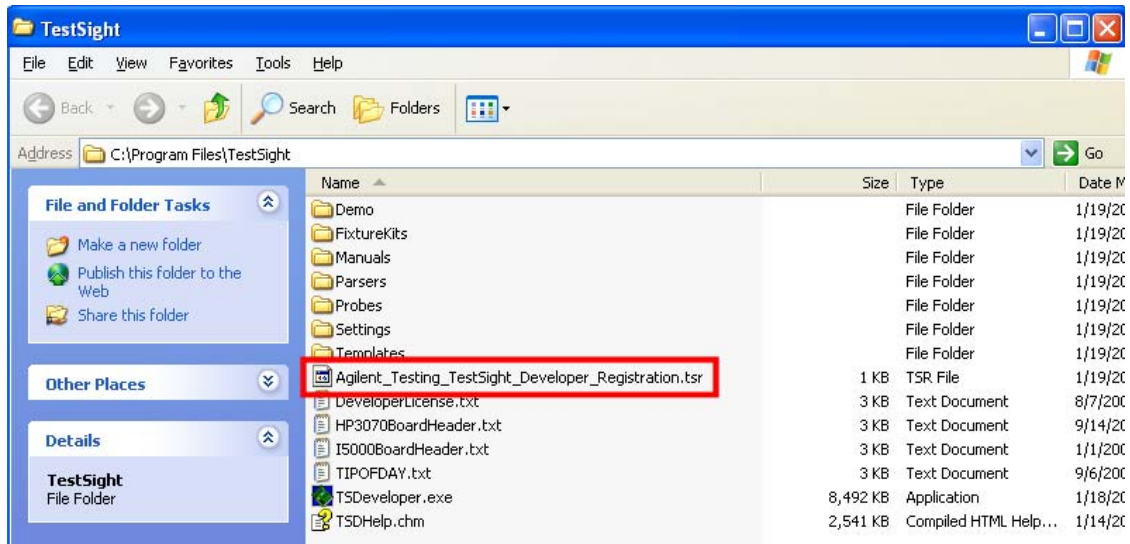 TestSight
File Edit View Favorites Tools Help
Back Search Folders
Address C:\Program Files\TestSight Go
Name Size Type Date M
File and Folder Tasks
Make a new folder
Publish this folder to the
Web
Share this folder
Other Places
Details
TestSight
File Folder
Demo File Folder 1/19/20
FixtureKits File Folder 1/19/20
Manuals File Folder 1/19/20
Parsers File Folder 1/19/20
Probes File Folder 1/19/20
Settings File Folder 1/19/20
Templates File Folder 1/19/20
Agilent_Testing_TestSight_Developer_Registration.tsr 1 KB TSR File 1/19/20
DeveloperLicense.txt 3 KB Text Document 8/7/200
HP3070BoardHeader.txt 3 KB Text Document 9/14/20
I5000BoardHeader.txt 3 KB Text Document 1/1/200
TIPOFDAY.txt 3 KB Text Document 9/6/200
TSDeveloper.exe 8,492 KB Application 1/18/20
TSDHelp.chm 2,541 KB Compiled HTML Help... 1/14/20